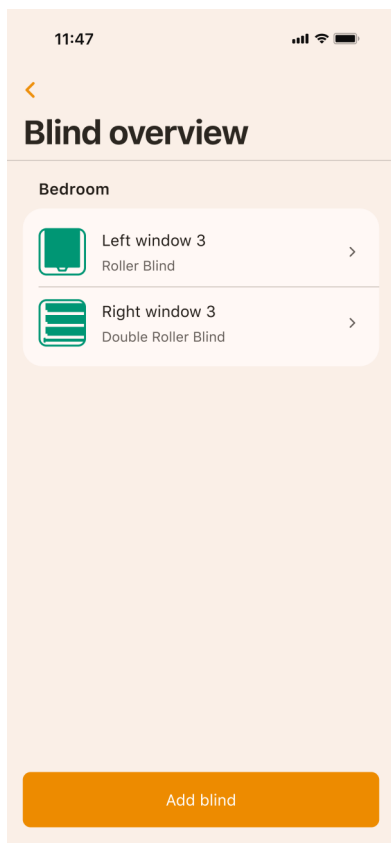 11:47
Blind overview
Bedroom
Left window 3
Roller Blind
Right window 3
Double Roller Blind
Add blind